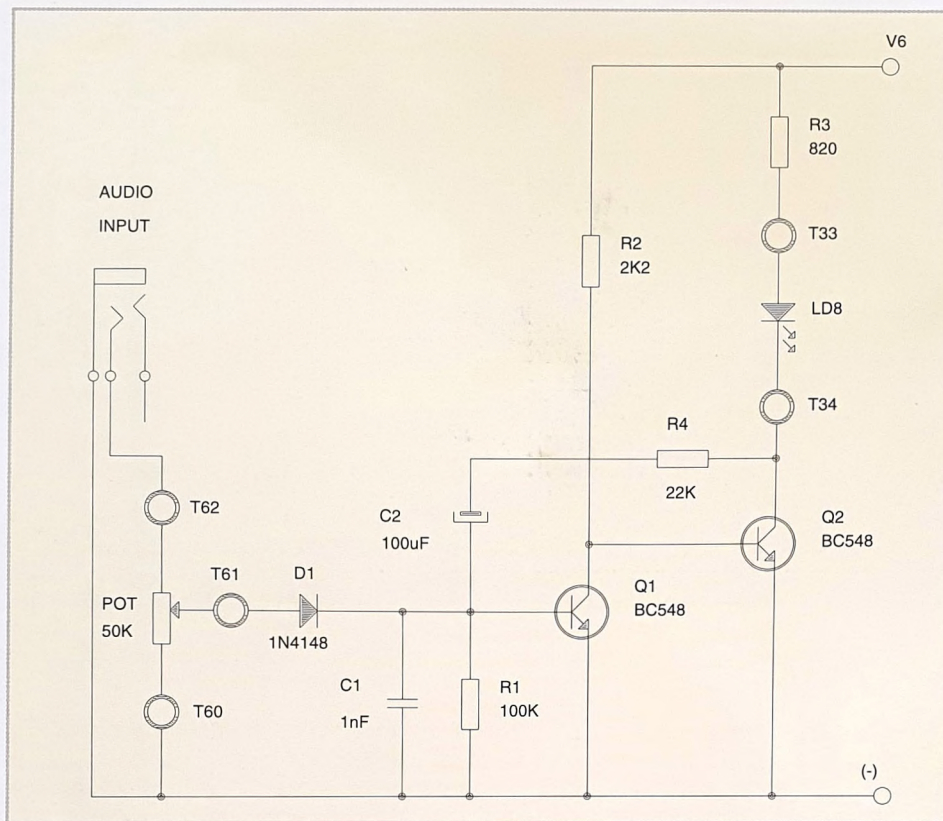 V6
R3
820
AUDIO
INPUT
T33
R2
2K2
LD8
T34
R4
22K
C2
100uF
Q2
BC548
T62
T61
D1
Q1
BC548
POT
50K
1N4148
C1
1nF
R1
100K
T60
(-)